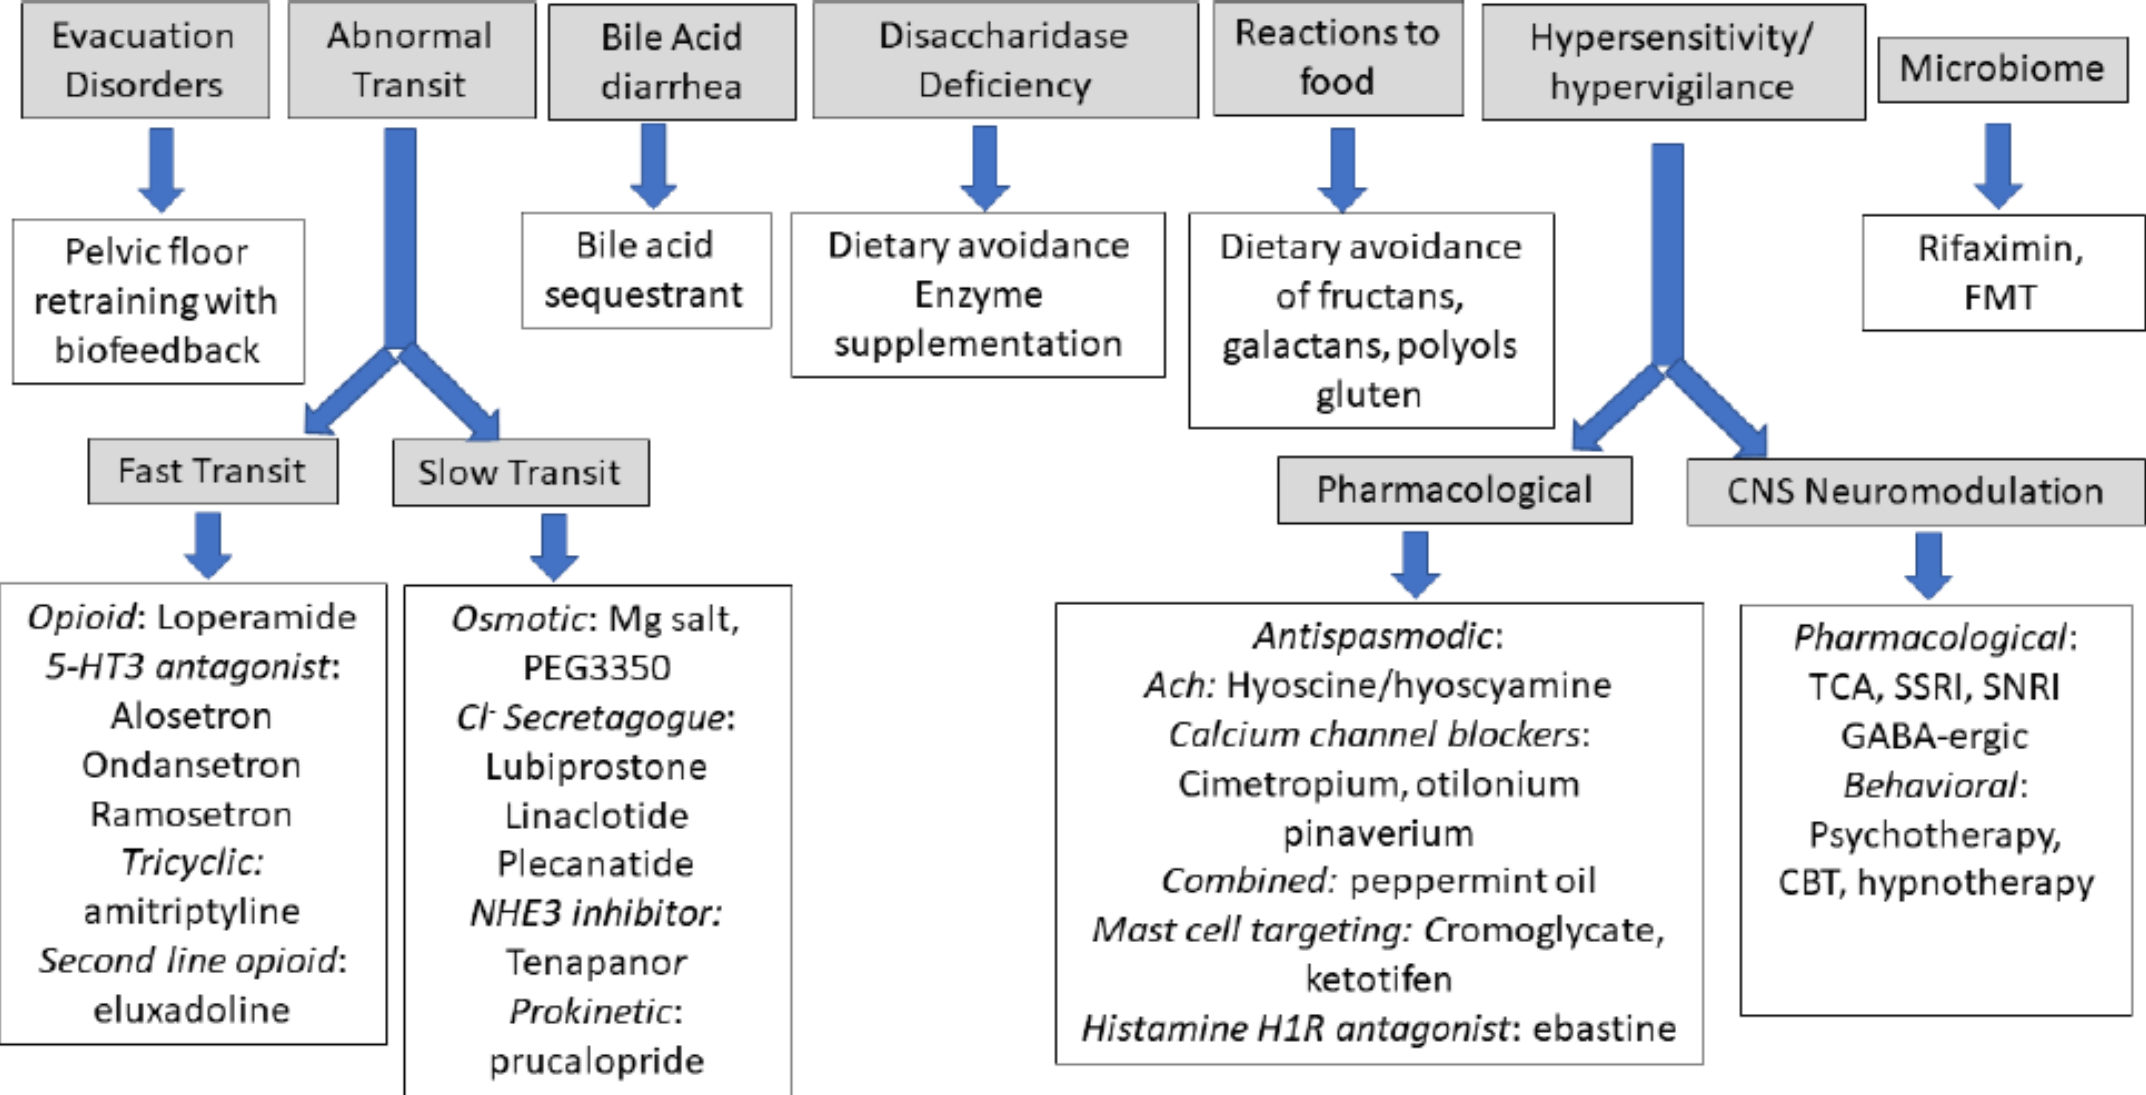 Evacuation
Disorders
Abnormal
Transit
Bile Acid
diarrhea
Disaccharidase
Deficiency
Reactions to
food
Hypersensitivity/
hypervigilance
Microbiome
Pelvic floor
retraining with
biofeedback
Bile acid
sequestrant
Dietary avoidance
Enzyme
supplementation
Dietary avoidance
of fructans,
galactans, polyols
gluten
Rifaximin,
FMT
Fast Transit
Slow Transit
Pharmacological
CNS Neuromodulation
Opioid: Loperamide
5-HT3 antagonist:
Alosetron
Ondansetron
Ramosetron
Tricyclic:
amitriptyline
Second line opioid:
eluxadoline
Osmotic: Mg salt,
PEG3350
Cl- Secretagogue:
Lubiprostone
Linaclotide
Plecanatide
NHE3 inhibitor:
Tenapanor
Prokinetic:
prucalopride
Antispasmodic:
Ach: Hyoscine/hyoscyamine
Calcium channel blockers:
Cimetropium, otilonium
pinaverium
Combined: peppermint oil
Mast cell targeting: Cromoglycate,
ketotifen
Histamine H1R antagonist: ebastine
Pharmacological:
TCA, SSRI, SNRI
GABA-ergic
Behavioral:
Psychotherapy,
CBT, hypnotherapy